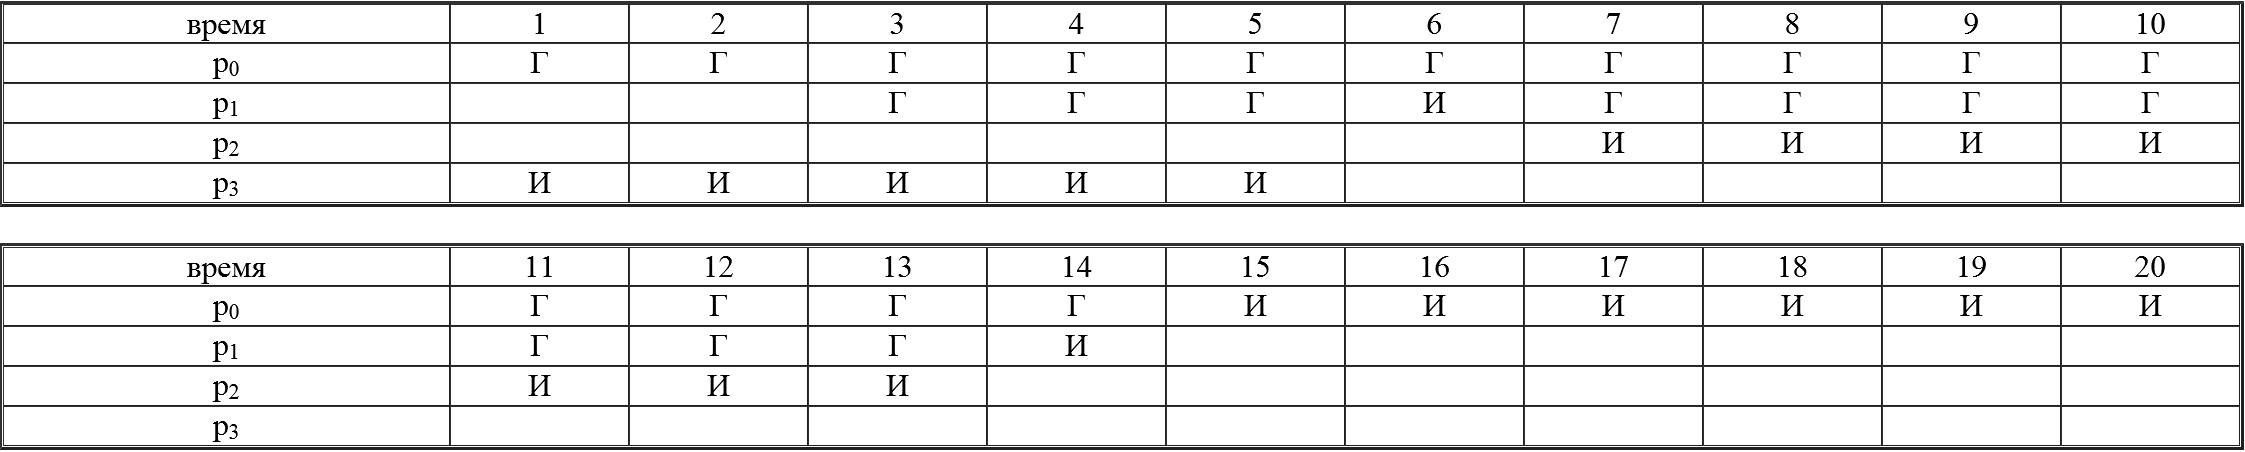 время 1 2 3 4 5 6 7 8 9 10
p₀ Г Г Г Г Г Г Г Г Г Г
p₁ Г Г Г И Г Г Г Г
p₂ И И И И
p₃ И И И И И
время 11 12 13 14 15 16 17 18 19 20
p₀ Г Г Г Г И И И И И И
p₁ Г Г Г И
p₂ И И И
p₃